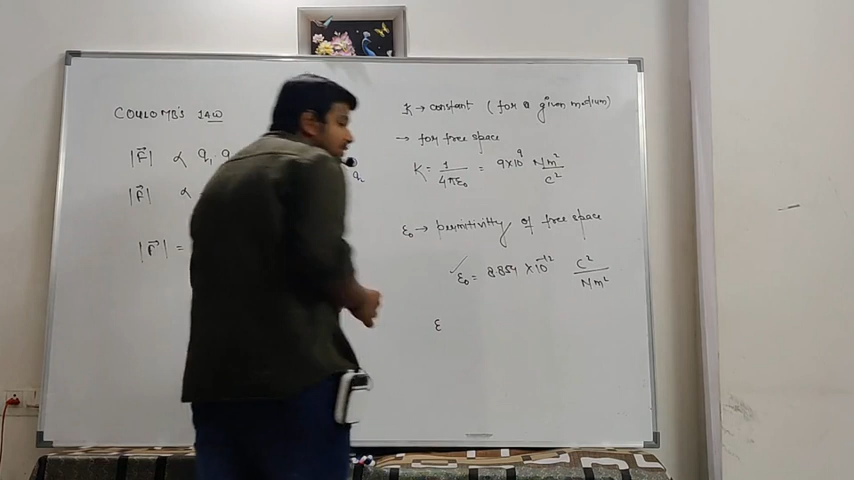 COULOMB'S LAW
|F⃗| ∝ q₁ q
|F⃗| ∝
|F⃗| =
q₂
K → constant (for a given medium)
→ for free space
K = 1/4πε₀ = 9×10⁹ Nm²/C²
ε₀ → permitivitty of free space
✓ε₀ = 8.854 ×10⁻¹² C²/Nm²
ε